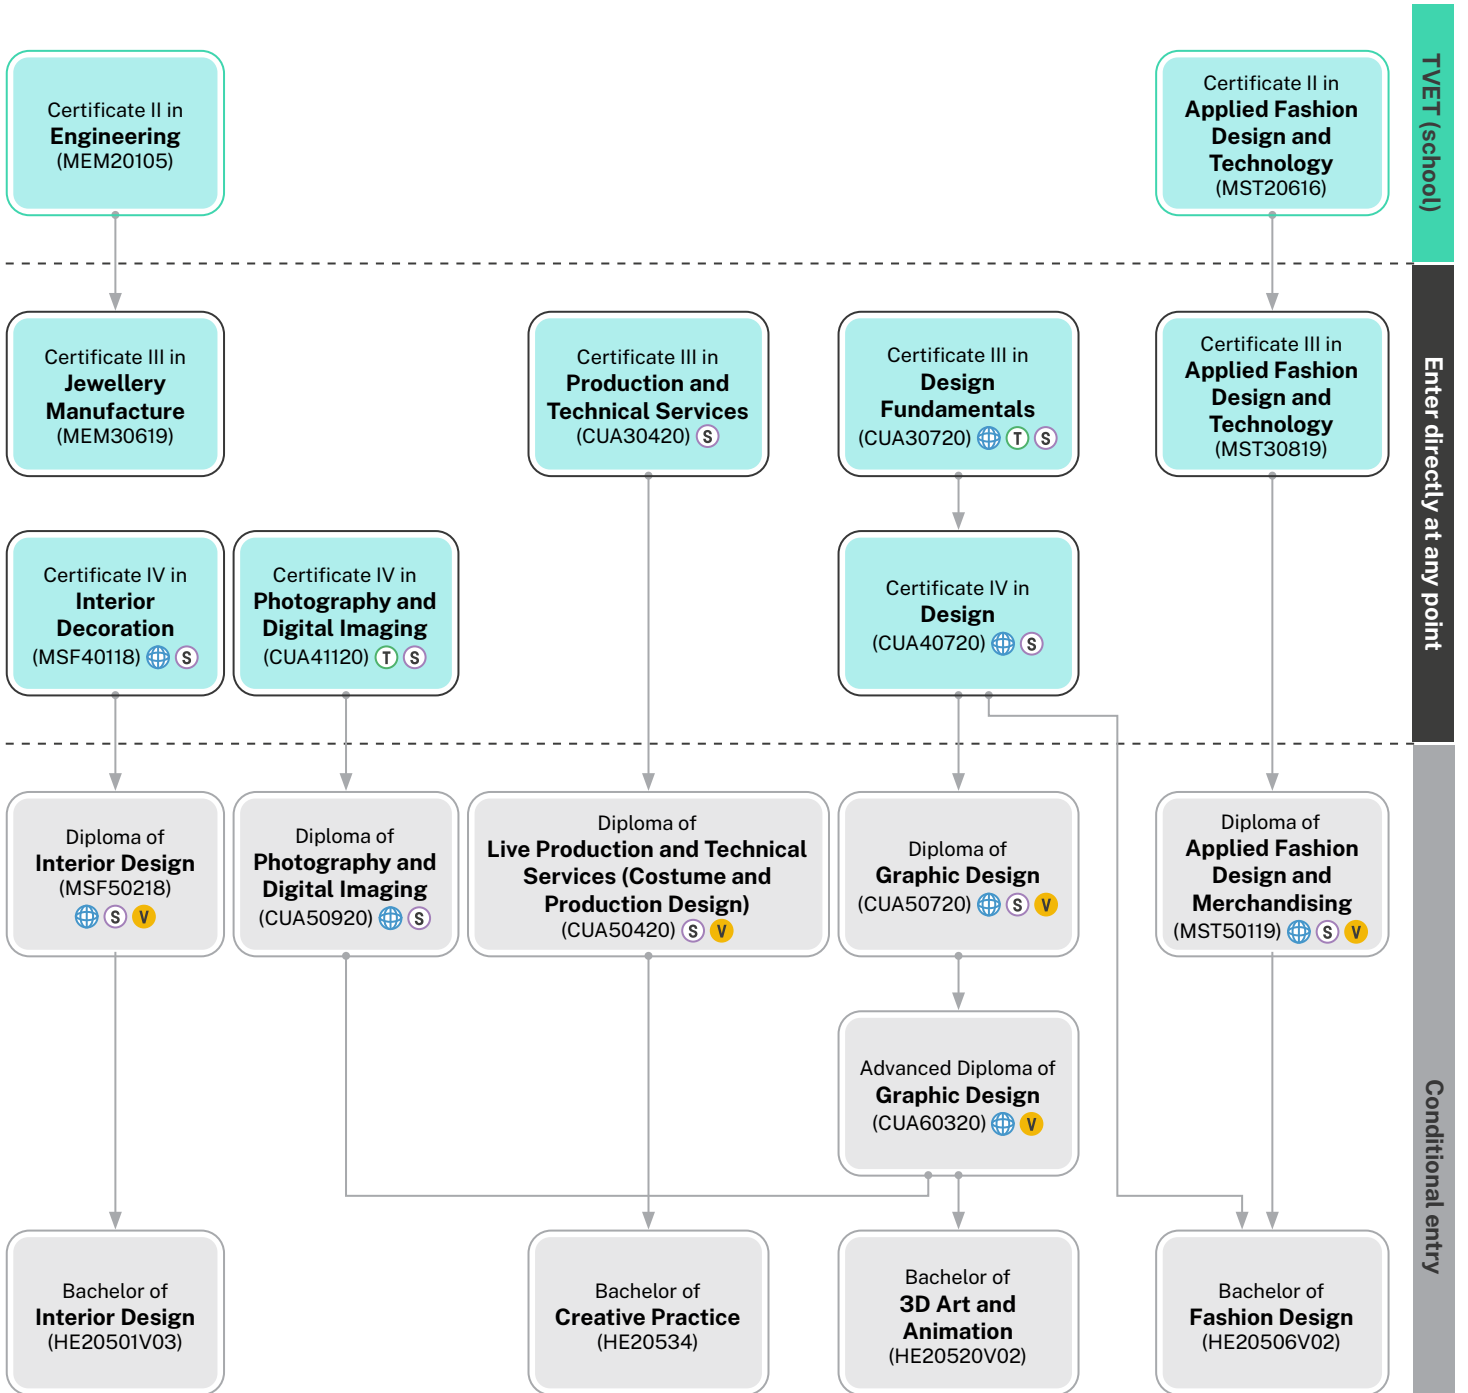 TVET (school)
Certificate II in
Engineering
(MEM20105)
Certificate II in
Applied Fashion
Design and
Technology
(MST20616)
Enter directly at any point
Certificate III in
Jewellery
Manufacture
(MEM30619)
Certificate III in
Production and
Technical Services
(CUA30420) S
Certificate III in
Design
Fundamentals
(CUA30720) T S
Certificate III in
Applied Fashion
Design and
Technology
(MST30819)
Certificate IV in
Interior
Decoration
(MSF40118) S
Certificate IV in
Photography and
Digital Imaging
(CUA41120) T S
Certificate IV in
Design
(CUA40720) S
Conditional entry
Diploma of
Interior Design
(MSF50218)
S V
Diploma of
Photography and
Digital Imaging
(CUA50920) S
Diploma of
Live Production and Technical
Services (Costume and
Production Design)
(CUA50420) S V
Diploma of
Graphic Design
(CUA50720) S V
Diploma of
Applied Fashion
Design and
Merchandising
(MST50119) S V
Advanced Diploma of
Graphic Design
(CUA60320) V
Bachelor of
Interior Design
(HE20501V03)
Bachelor of
Creative Practice
(HE20534)
Bachelor of
3D Art and
Animation
(HE20520V02)
Bachelor of
Fashion Design
(HE20506V02)